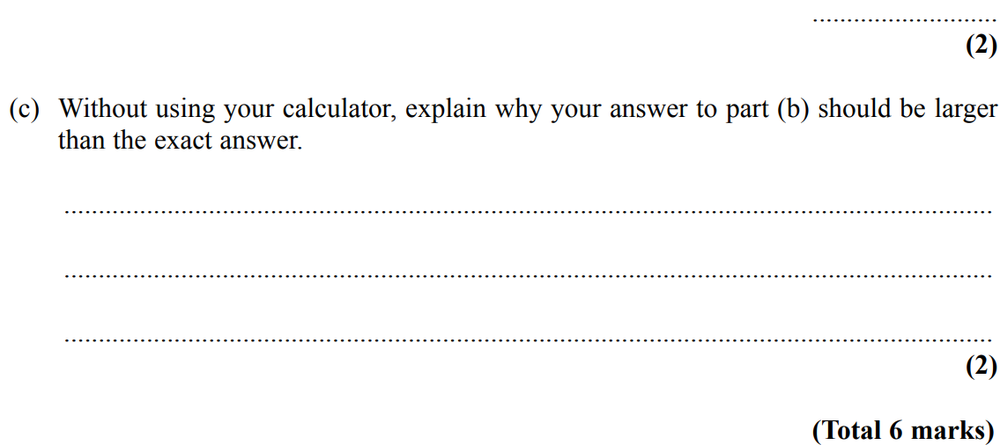 (2)
(c) Without using your calculator, explain why your answer to part (b) should be larger
than the exact answer.
(2)
(Total 6 marks)